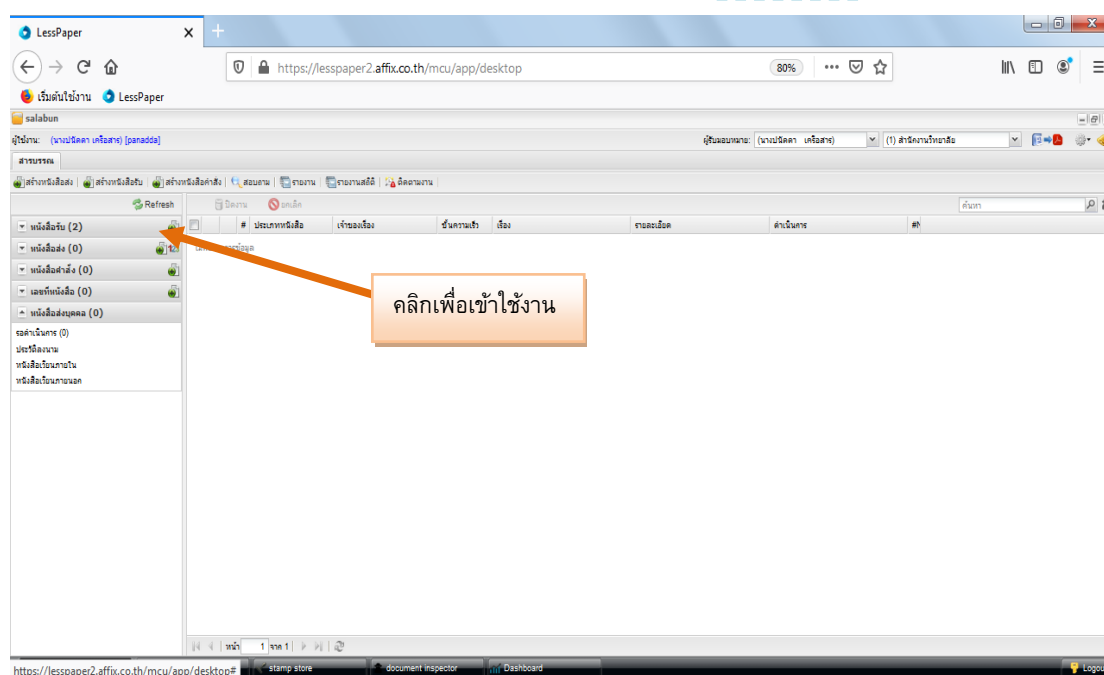 LessPaper
https://lesspaper2.affix.co.th/mcu/app/desktop
80%
เริ่มต้นใช้งาน LessPaper
salabun
ผู้ใช้งาน: (นางปนัดดา เครือสาร) [panadda]
ผู้รับมอบหมาย: (นางปนัดดา เครือสาร) (1) สำนักงานวิทยาลัย
สารบรรณ
สร้างหนังสือส่ง สร้างหนังสือรับ สร้างหนังสือคำสั่ง สอบถาม รายงาน รายงานสถิติ ติดตามงาน
Refresh ปิดงาน ยกเลิก ค้นหา
# ประเภทหนังสือ เจ้าของเรื่อง ชั้นความเร็ว เรื่อง รายละเอียด ดำเนินการ #N
หนังสือรับ (2)
หนังสือส่ง (0)
หนังสือคำสั่ง (0)
เลขที่หนังสือ (0)
หนังสือส่งบุคคล (0)
รอดำเนินการ (0)
ประวัติลงนาม
หนังสือเวียนภายใน
หนังสือเวียนภายนอก
คลิกเพื่อเข้าใช้งาน
หน้า 1 จาก 1
https://lesspaper2.affix.co.th/mcu/app/desktop# stamp store document inspector Dashboard Logou